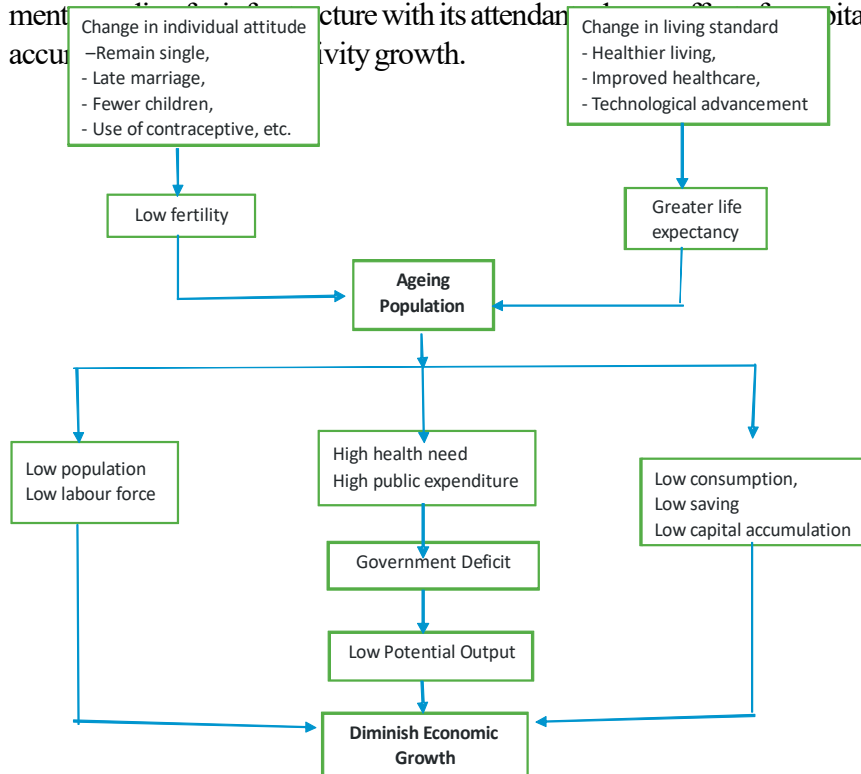 ment
cture with its attendan
accur
ivity growth.
Change in individual attitude
–Remain single,
- Late marriage,
- Fewer children,
- Use of contraceptive, etc.
Change in living standard
- Healthier living,
- Improved healthcare,
- Technological advancement
Low fertility
Greater life
expectancy
Ageing
Population
Low population
Low labour force
High health need
High public expenditure
Low consumption,
Low saving
Low capital accumulation
Government Deficit
Low Potential Output
Diminish Economic
Growth